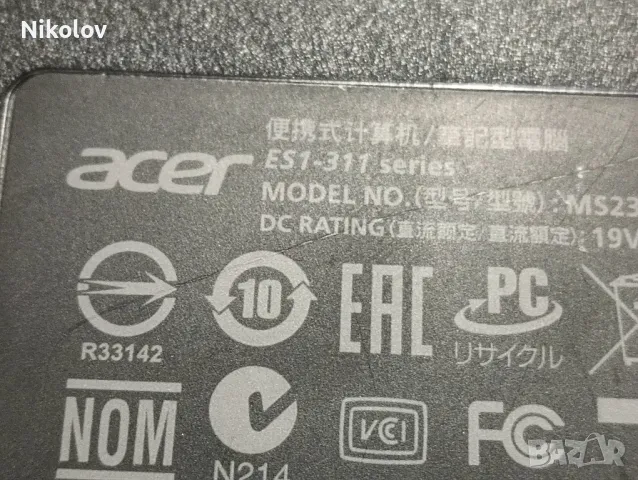 Nikolov
便携式计算机/筆記型電腦
acer
ES1-311 series
MODEL NO.(型号/型號):MS23
DC RATING(直流额定/直流額定):19V
10
EAC
PC
R33142
リサイクル
NOM
N214
VCCI
FC
BAZAR